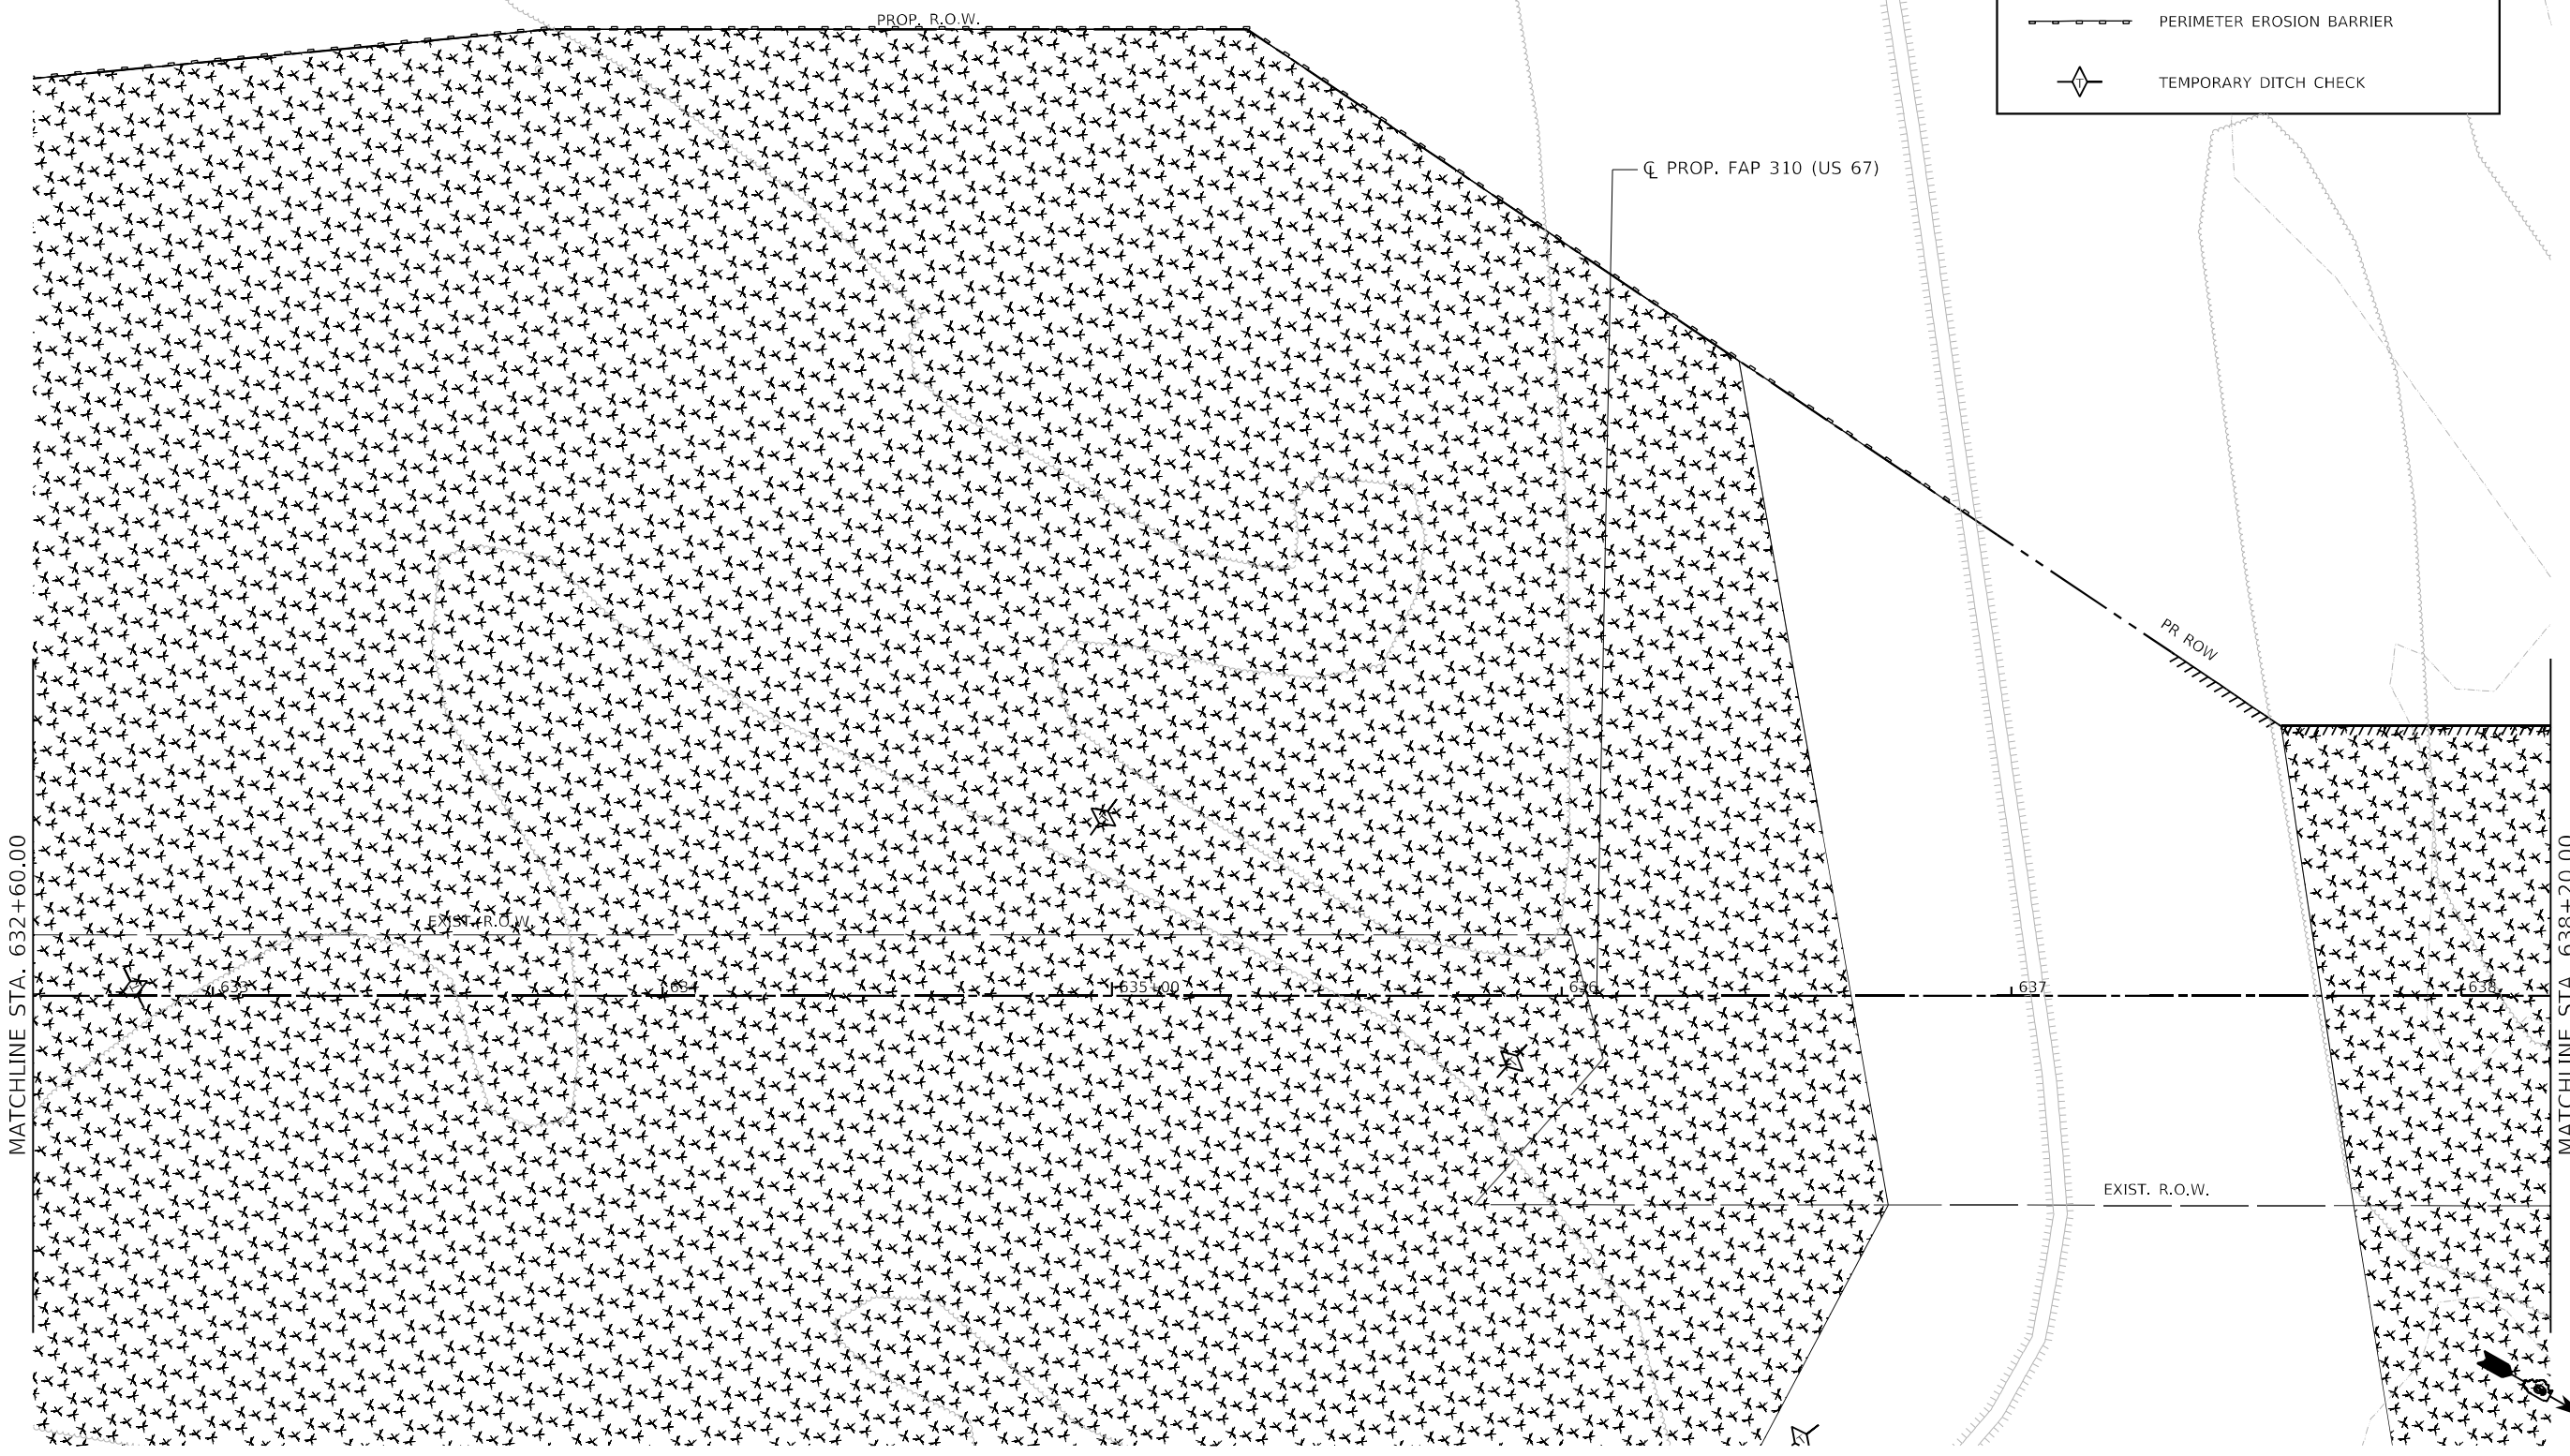 PROP. R.O.W.
PERIMETER EROSION BARRIER
T
TEMPORARY DITCH CHECK
℄ PROP. FAP 310 (US 67)
PR ROW
MATCHLINE STA. 632+60.00
MATCHLINE STA. 638+20.00
EXIST. R.O.W.
633
634
635+00
636
637
638
EXIST. R.O.W.